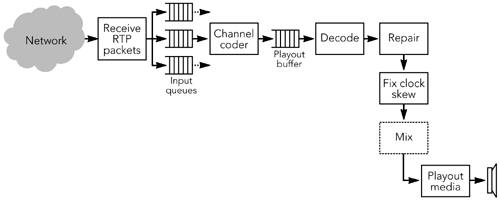 Network
Receive
RTP
packets
Input
queues
Channel
coder
Playout
buffer
Decode
Repair
Fix clock
skew
Mix
Playout
media